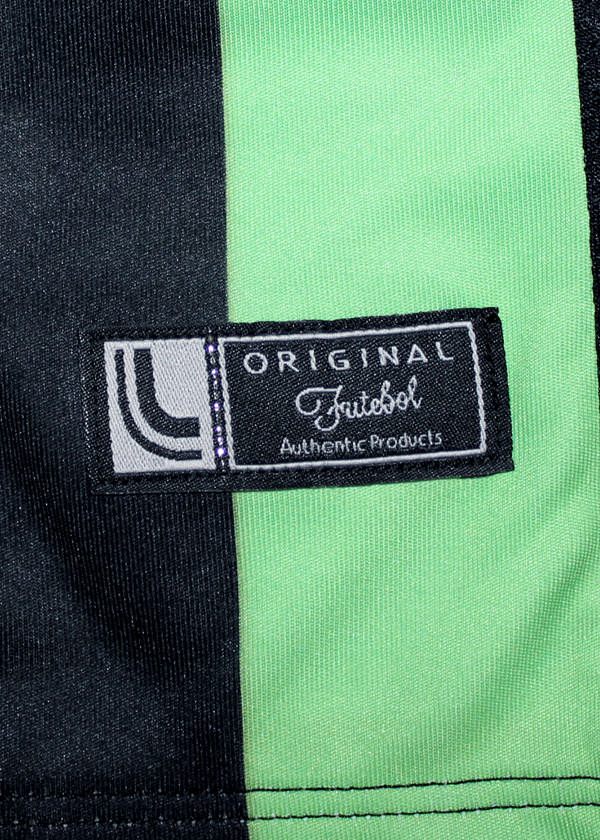 ORIGINAL
Futebol
Authentic Products